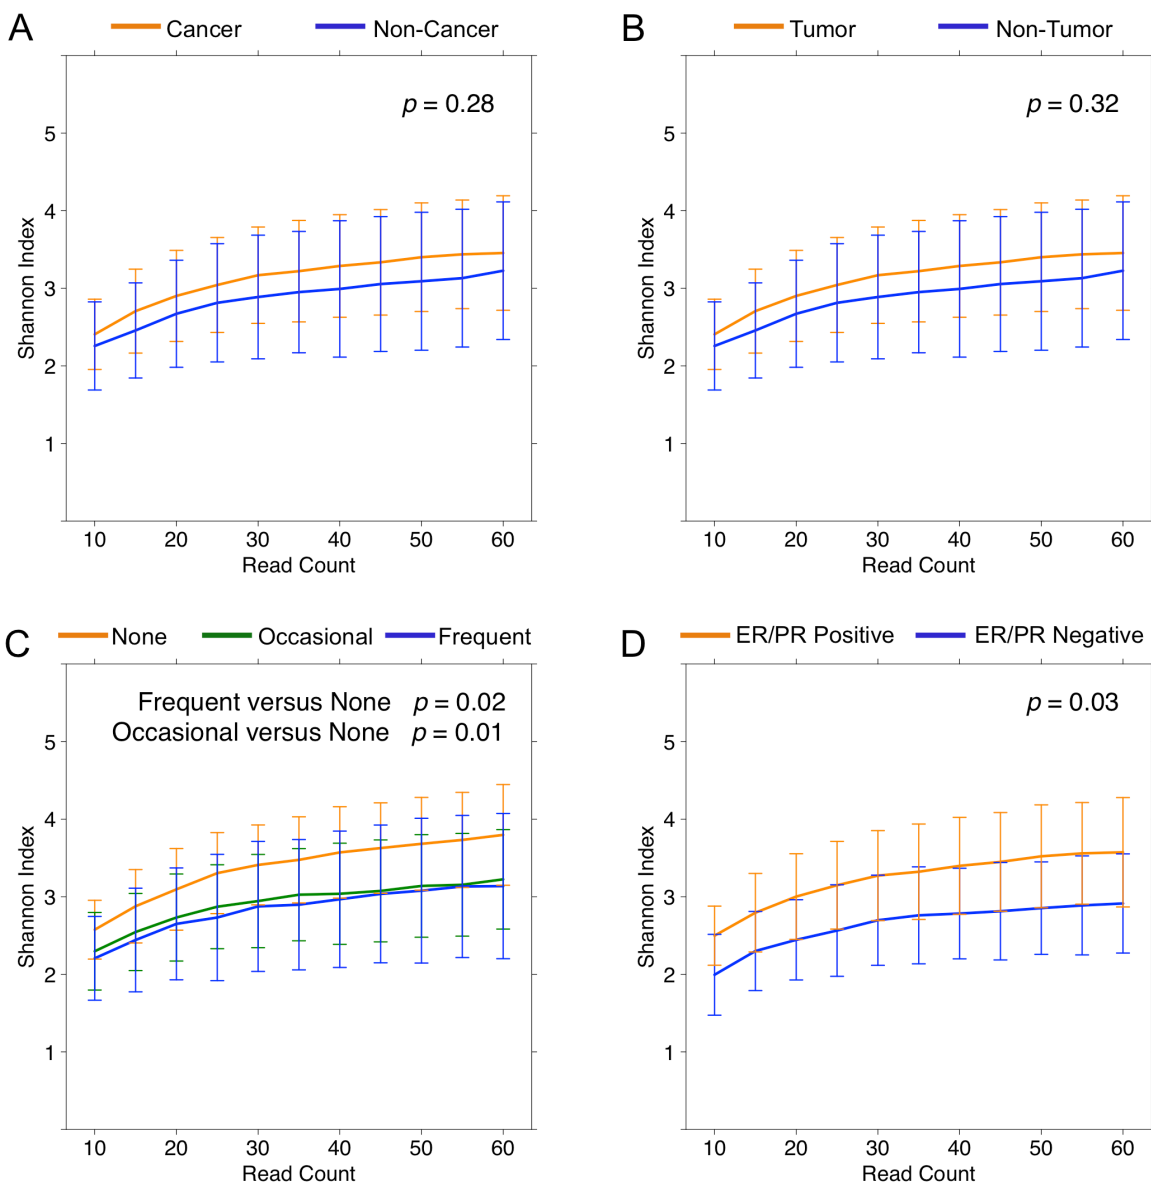 A
Cancer Non-Cancer
p = 0.28
5
4
3
2
1
Shannon Index
10 20 30 40 50 60
Read Count
B
Tumor Non-Tumor
p = 0.32
5
4
3
2
1
Shannon Index
10 20 30 40 50 60
Read Count
C
None Occasional Frequent
Frequent versus None p = 0.02
Occasional versus None p = 0.01
5
4
3
2
1
Shannon Index
10 20 30 40 50 60
Read Count
D
ER/PR Positive ER/PR Negative
p = 0.03
5
4
3
2
1
Shannon Index
10 20 30 40 50 60
Read Count